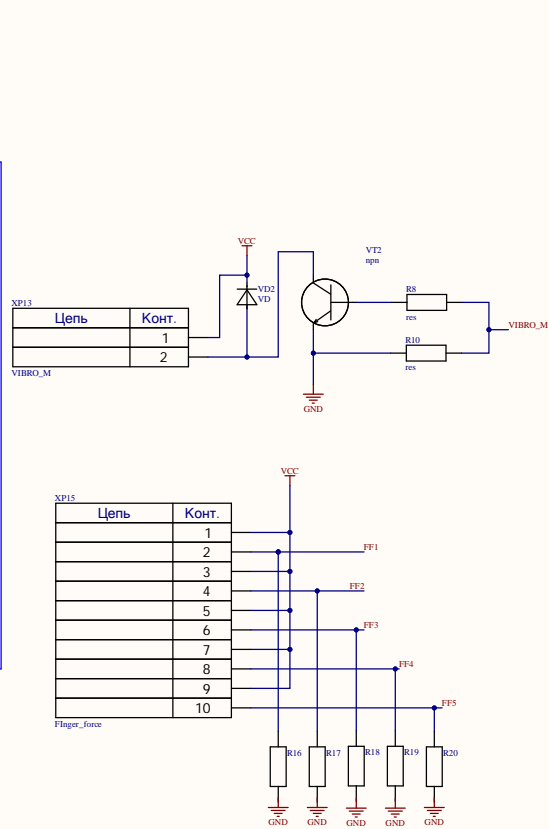 VCC
VT2
npn
VD2
VD
R8
res
XP13
Цепь Конт.
1
2
VIBRO_M
VIBRO_M
R10
res
GND
VCC
XP15
Цепь Конт.
1
2
FF1
3
4
FF2
5
6
FF3
7
8
FF4
9
10
FF5
FInger_force
R16 R17 R18 R19 R20
GND GND GND GND GND